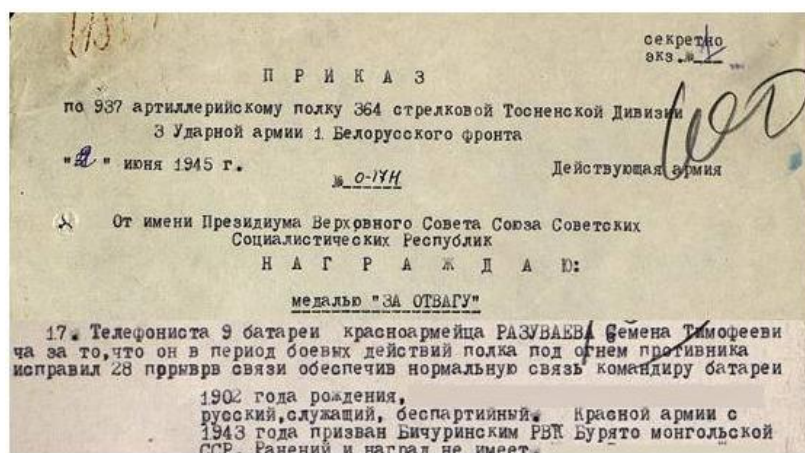 секретно
экз.№
П Р И К А З
по 937 артиллерийскому полку 364 стрелковой Тосненской Дивизии
3 Ударной армии 1 Белорусского фронта
" " июня 1945 г.
Действующая армия
№ 0-17Н
От имени Президиума Верховного Совета Союза Советских
Социалистических Республик
Н А Г Р А Ж Д А Ю:
медалью "ЗА ОТВАГУ"
17. Телефониста 9 батареи красноармейца РАЗУВАЕВА Семена Тимофееви
ча за то,что он в период боевых действий полка под огнем противника
исправил 28 пррыврв связи обеспечив нормальную связь командиру батареи
1902 года рождения,
русский,служащий, беспартийный. Красной армии с
1943 года призван Бичуринским РВК Бурято монгольской
ССР. Ранений и наград не имеет.